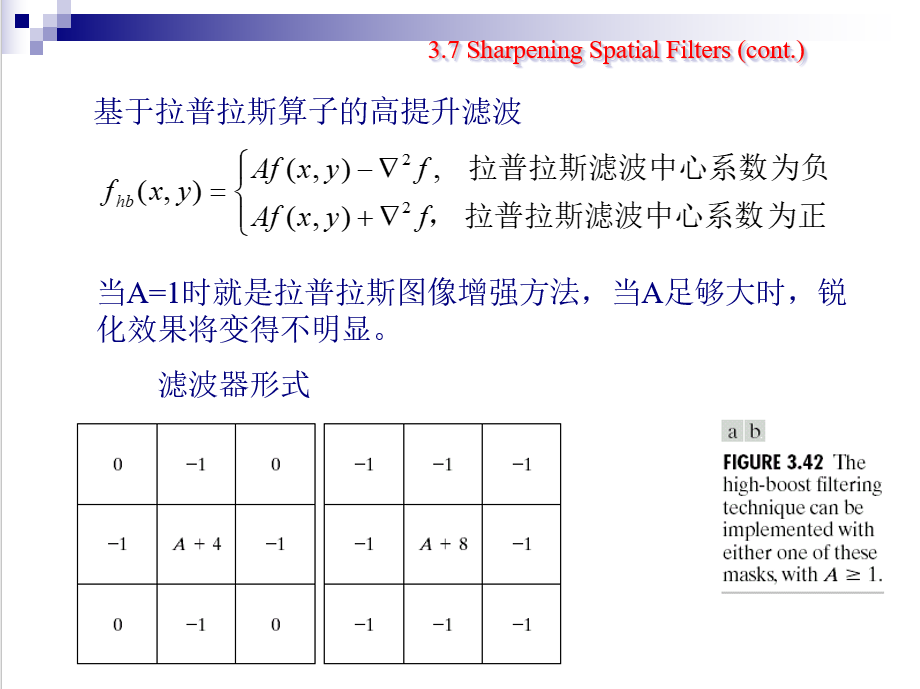 3.7 Sharpening Spatial Filters (cont.)
基于拉普拉斯算子的高提升滤波
f_hb(x, y) = { Af(x, y) − ∇²f, 拉普拉斯滤波中心系数为负
Af(x, y) + ∇²f， 拉普拉斯滤波中心系数为正
当A=1时就是拉普拉斯图像增强方法，当A足够大时，锐
化效果将变得不明显。
滤波器形式
0 −1 0 −1 −1 −1
−1 A + 4 −1 −1 A + 8 −1
0 −1 0 −1 −1 −1
a b
FIGURE 3.42 The
high-boost filtering
technique can be
implemented with
either one of these
masks, with A ≥ 1.